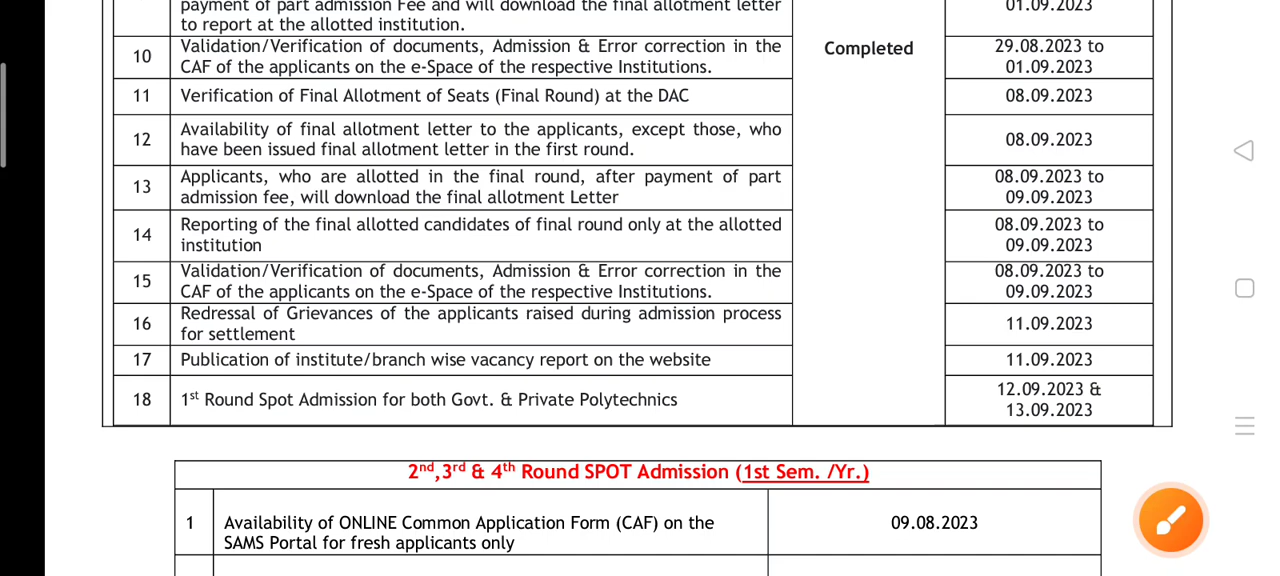 payment of part admission Fee and will download the final allotment letter
to report at the allotted institution.
01.09.2023
10
Validation/Verification of documents, Admission & Error correction in the
CAF of the applicants on the e-Space of the respective Institutions.
Completed
29.08.2023 to
01.09.2023
11
Verification of Final Allotment of Seats (Final Round) at the DAC
08.09.2023
12
Availability of final allotment letter to the applicants, except those, who
have been issued final allotment letter in the first round.
08.09.2023
13
Applicants, who are allotted in the final round, after payment of part
admission fee, will download the final allotment Letter
08.09.2023 to
09.09.2023
14
Reporting of the final allotted candidates of final round only at the allotted
institution
08.09.2023 to
09.09.2023
15
Validation/Verification of documents, Admission & Error correction in the
CAF of the applicants on the e-Space of the respective Institutions.
08.09.2023 to
09.09.2023
16
Redressal of Grievances of the applicants raised during admission process
for settlement
11.09.2023
17
Publication of institute/branch wise vacancy report on the website
11.09.2023
18
1st Round Spot Admission for both Govt. & Private Polytechnics
12.09.2023 &
13.09.2023
2nd,3rd & 4th Round SPOT Admission (1st Sem. /Yr.)
1
Availability of ONLINE Common Application Form (CAF) on the
SAMS Portal for fresh applicants only
09.08.2023